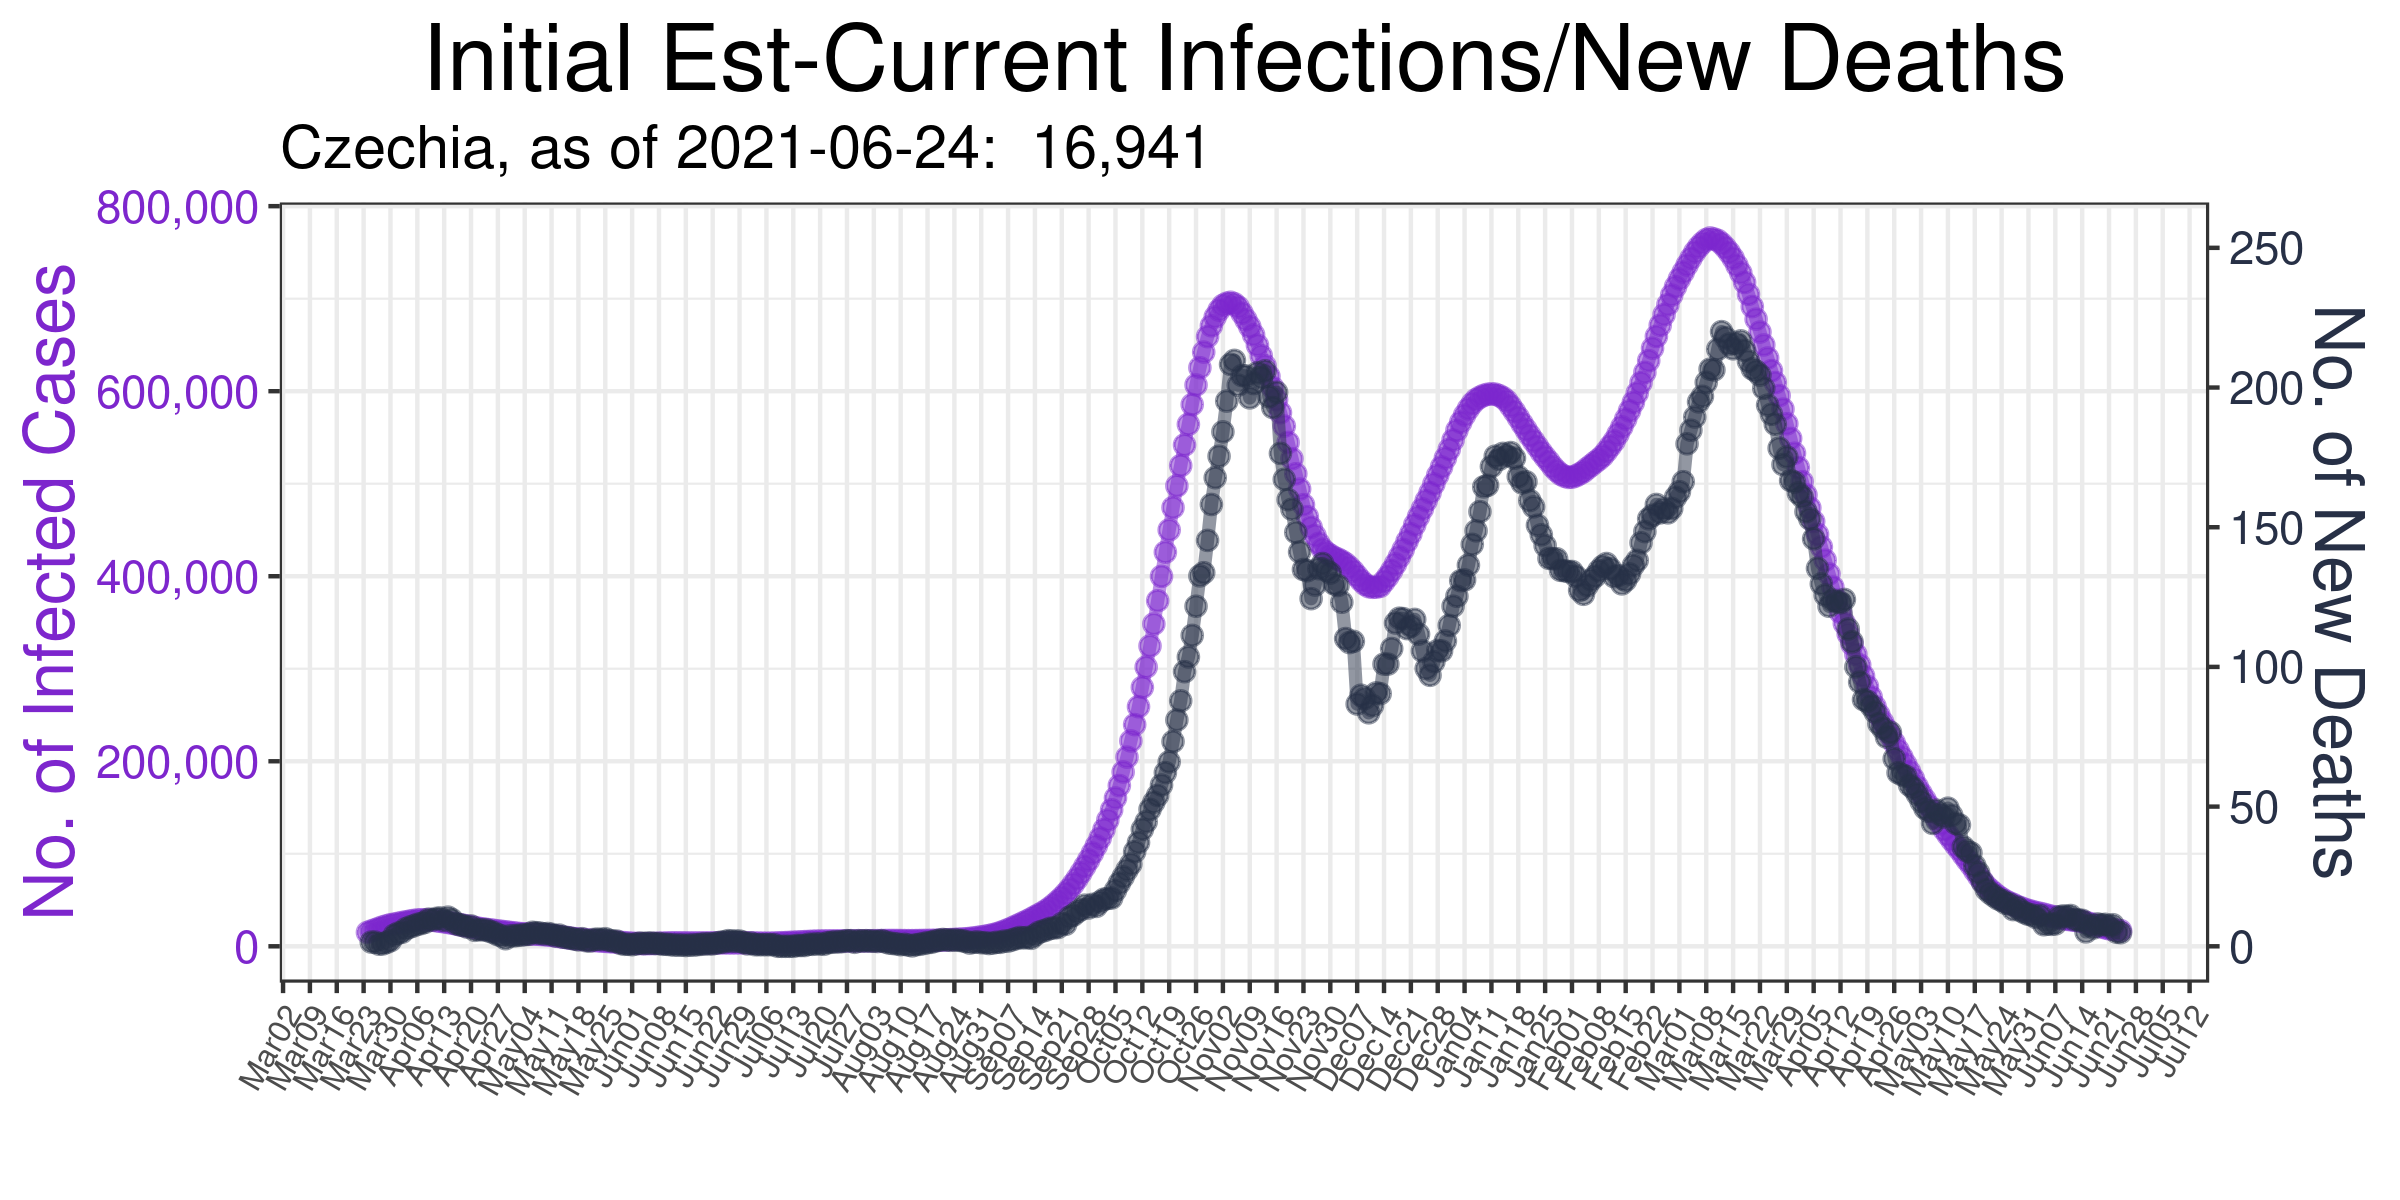 Initial Est-Current Infections/New Deaths
Czechia, as of 2021-06-24:  16,941
No. of Infected Cases
800,000
600,000
400,000
200,000
0
250
200
150
100
50
0
No. of New Deaths
Mar02
Mar09
Mar16
Mar23
Mar30
Apr06
Apr13
Apr20
Apr27
May04
May11
May18
May25
Jun01
Jun08
Jun15
Jun22
Jun29
Jul06
Jul13
Jul20
Jul27
Aug03
Aug10
Aug17
Aug24
Aug31
Sep07
Sep14
Sep21
Sep28
Oct05
Oct12
Oct19
Oct26
Nov02
Nov09
Nov16
Nov23
Nov30
Dec07
Dec14
Dec21
Dec28
Jan04
Jan11
Jan18
Jan25
Feb01
Feb08
Feb15
Feb22
Mar01
Mar08
Mar15
Mar22
Mar29
Apr05
Apr12
Apr19
Apr26
May03
May10
May17
May24
May31
Jun07
Jun14
Jun21
Jun28
Jul05
Jul12